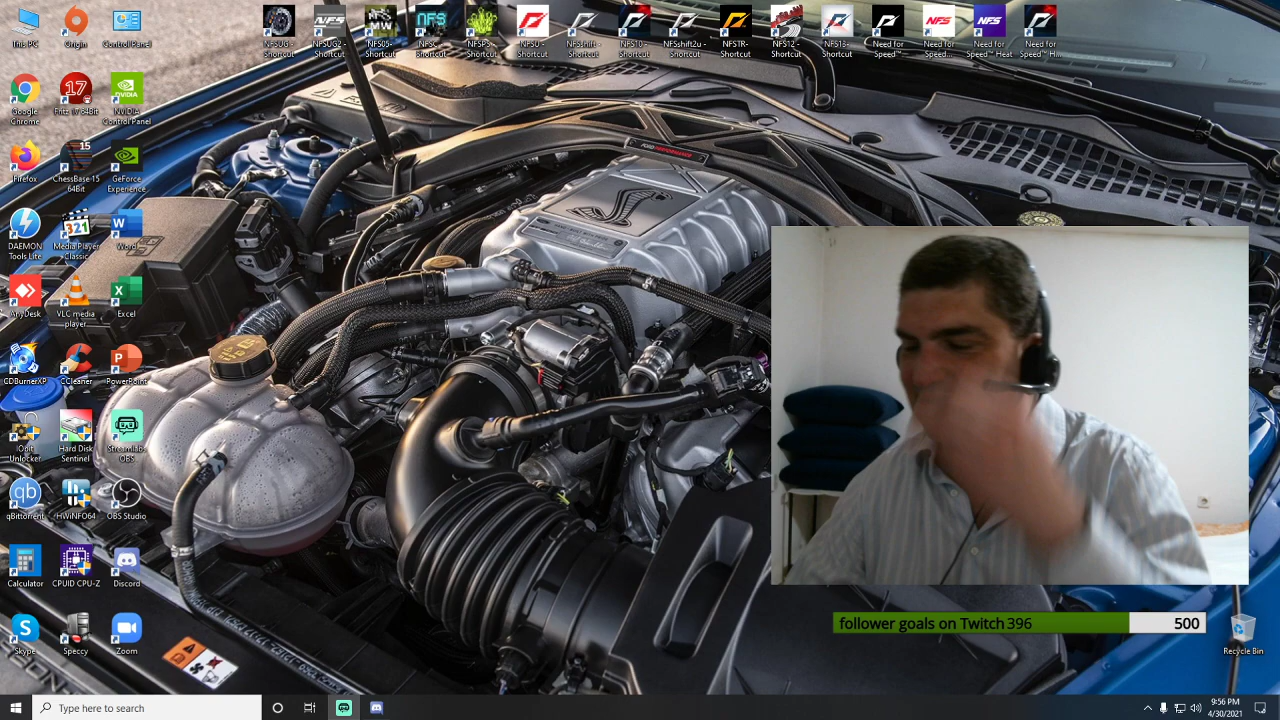 This PC
Origin
Control Panel
NFSUG - Shortcut
NFSUG2 - Shortcut
NFS05- Shortcut
NFSC - Shortcut
NFSPS - Shortcut
NFSU - Shortcut
NFSshift - Shortcut
NFS10- Shortcut
NFSshift2u - Shortcut
NFSTR- Shortcut
NFS12 - Shortcut
NFS13- Shortcut
Need for Speed™
Need for Speed...
Need for Speed™ Heat
Need for Speed™ H...
Google Chrome
Fritz 17 64Bit
NVIDIA Control Panel
Firefox
ChessBase 15 64Bit
GeForce Experience
FORD PERFORMANCE
DAEMON Tools Lite
Media Player Classic
Word
AnyDesk
VLC media player
Excel
CDBurnerXP
CCleaner
PowerPoint
IObit Unlocker
Hard Disk Sentinel
Streamlabs OBS
qBittorrent
HWiNFO64
OBS Studio
Calculator
CPUID CPU-Z
Discord
Skype
Speccy
Zoom
follower goals on Twitch 396
500
Recycle Bin
Type here to search
9:56 PM
4/30/2021